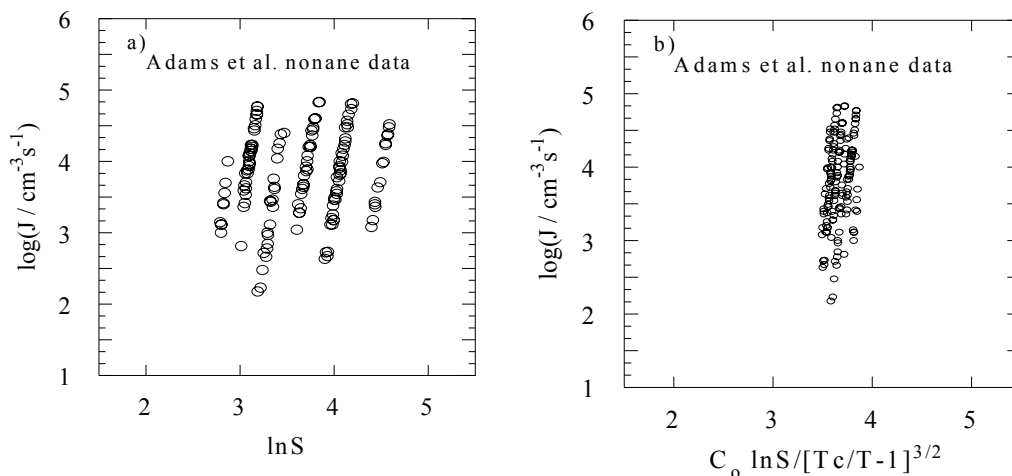 a)
Adams et al. nonane data
log(J / cm-3s-1)
6
5
4
3
2
1
2
3
4
5
lnS
b)
Adams et al. nonane data
log(J / cm-3s-1)
6
5
4
3
2
1
2
3
4
5
Co lnS/[Tc/T-1]3/2